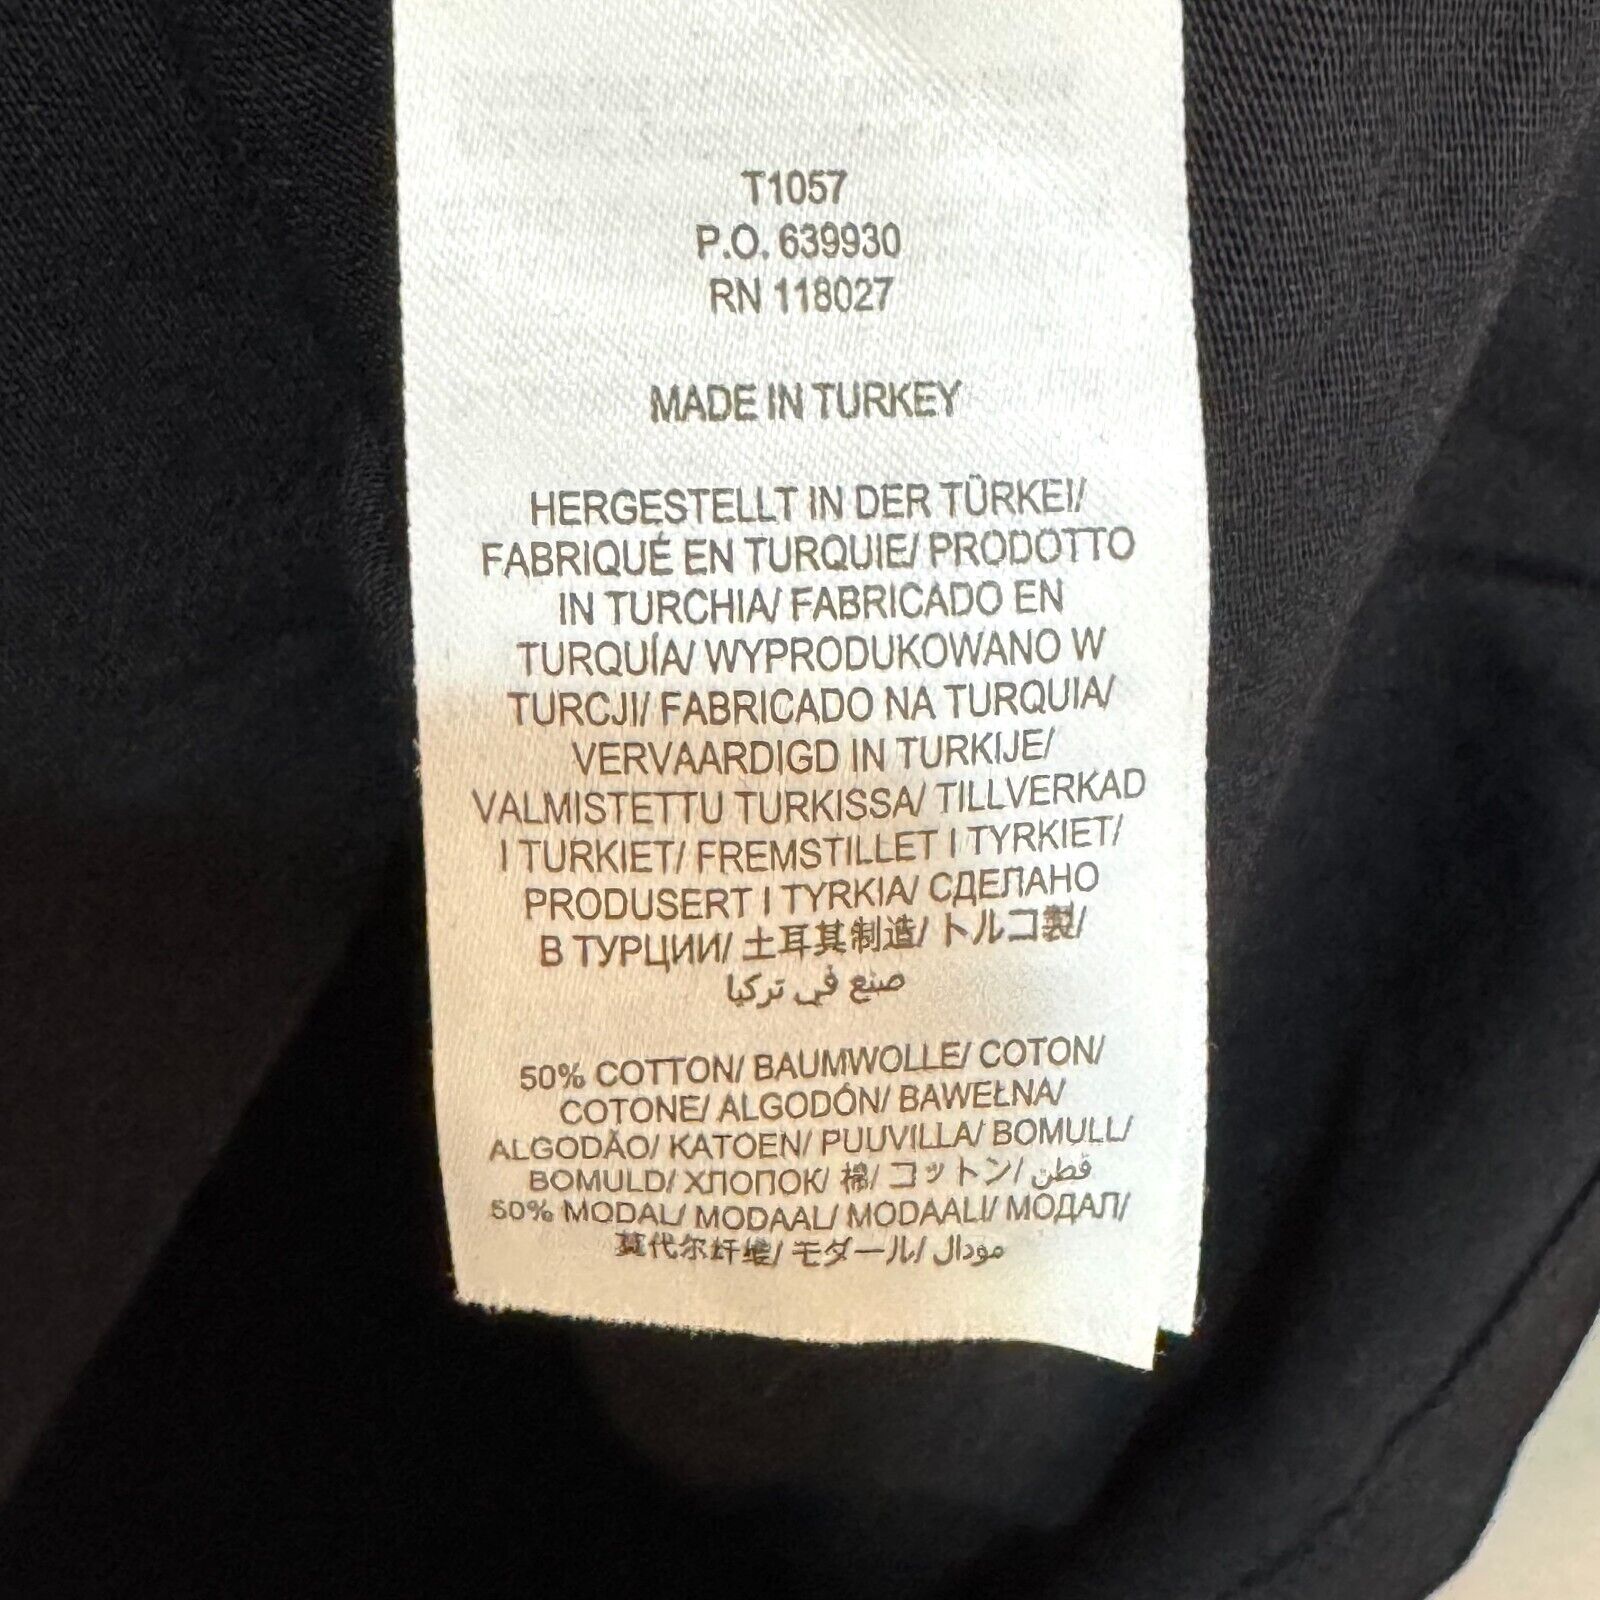 T1057
P.O. 639930
RN 118027
MADE IN TURKEY
HERGESTELLT IN DER TÜRKEI/
FABRIQUÉ EN TURQUIE/ PRODOTTO
IN TURCHIA/ FABRICADO EN
TURQUÍA/ WYPRODUKOWANO W
TURCJI/ FABRICADO NA TURQUIA/
VERVAARDIGD IN TURKIJE/
VALMISTETTU TURKISSA/ TILLVERKAD
I TURKIET/ FREMSTILLET I TYRKIET/
PRODUSERT I TYRKIA/ СДЕЛАНО
В ТУРЦИИ/ 土耳其制造/ トルコ製/
صنع في تركيا
50% COTTON/ BAUMWOLLE/ COTON/
COTONE/ ALGODÓN/ BAWEŁNA/
ALGODÃO/ KATOEN/ PUUVILLA/ BOMULL/
BOMULD/ ХЛОПОК/ 棉/ コットン/ قطن
50% MODAL/ MODAAL/ MODAALI/ МОДАЛ/
莫代尔纤维/ モダール/ مودال